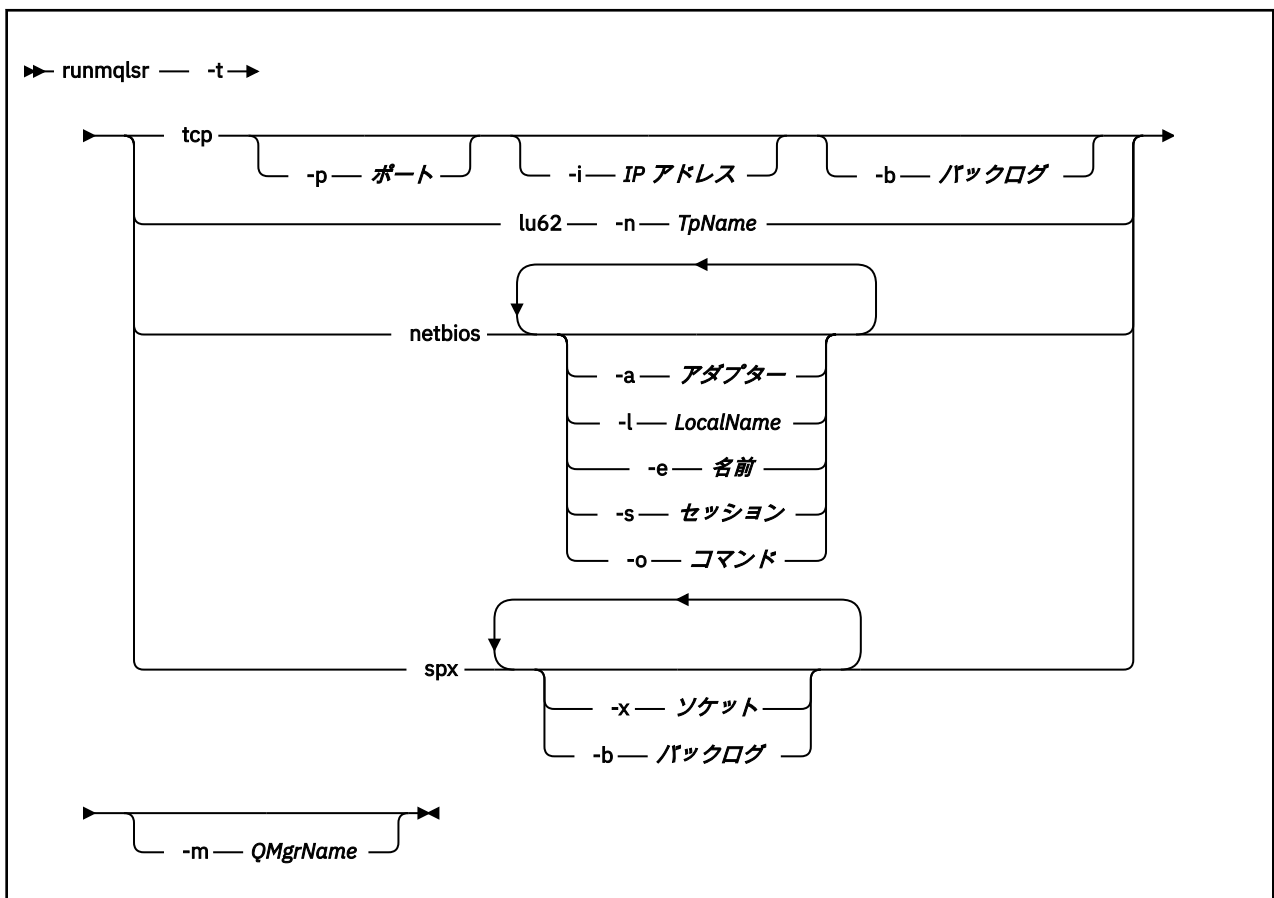 runmqlsr -t
tcp
-p ポート -i IP アドレス -b バックログ
lu62 -n TpName
netbios
-a アダプター
-l LocalName
-e 名前
-s セッション
-o コマンド
spx
-x ソケット
-b バックログ
-m QMgrName